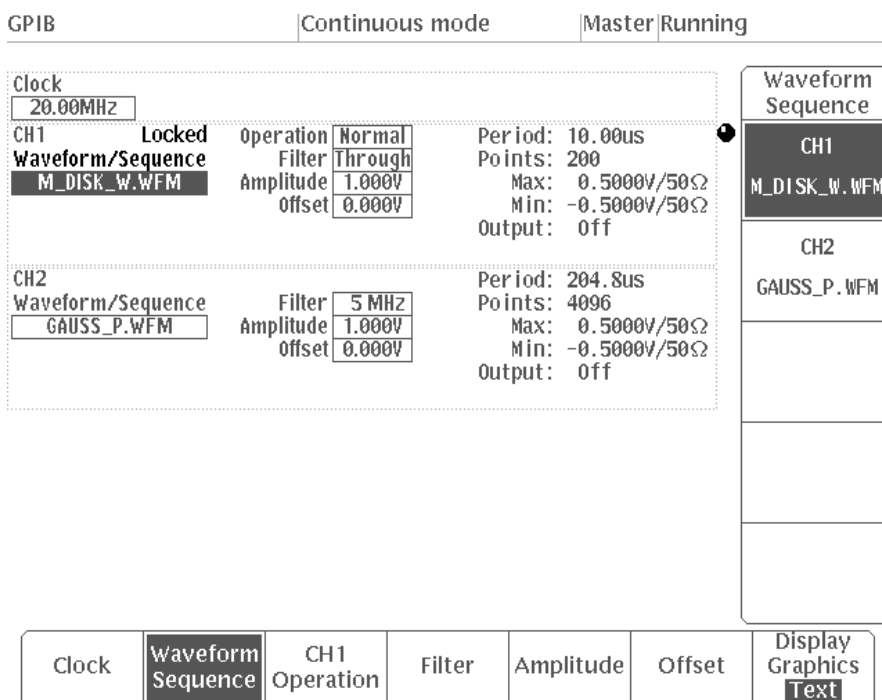 GPIB Continuous mode Master Running
Clock
20.00MHz
CH1 Locked
Waveform/Sequence
M_DISK_W.WFM
Operation Normal
Filter Through
Amplitude 1.000V
Offset 0.000V
Period: 10.00us
Points: 200
Max: 0.5000V/50Ω
Min: -0.5000V/50Ω
Output: Off
CH2
Waveform/Sequence
GAUSS_P.WFM
Filter 5 MHz
Amplitude 1.000V
Offset 0.000V
Period: 204.8us
Points: 4096
Max: 0.5000V/50Ω
Min: -0.5000V/50Ω
Output: Off
Waveform
Sequence
CH1
M_DISK_W.WFM
CH2
GAUSS_P.WFM
Clock
Waveform
Sequence
CH1
Operation
Filter
Amplitude
Offset
Display
Graphics
Text